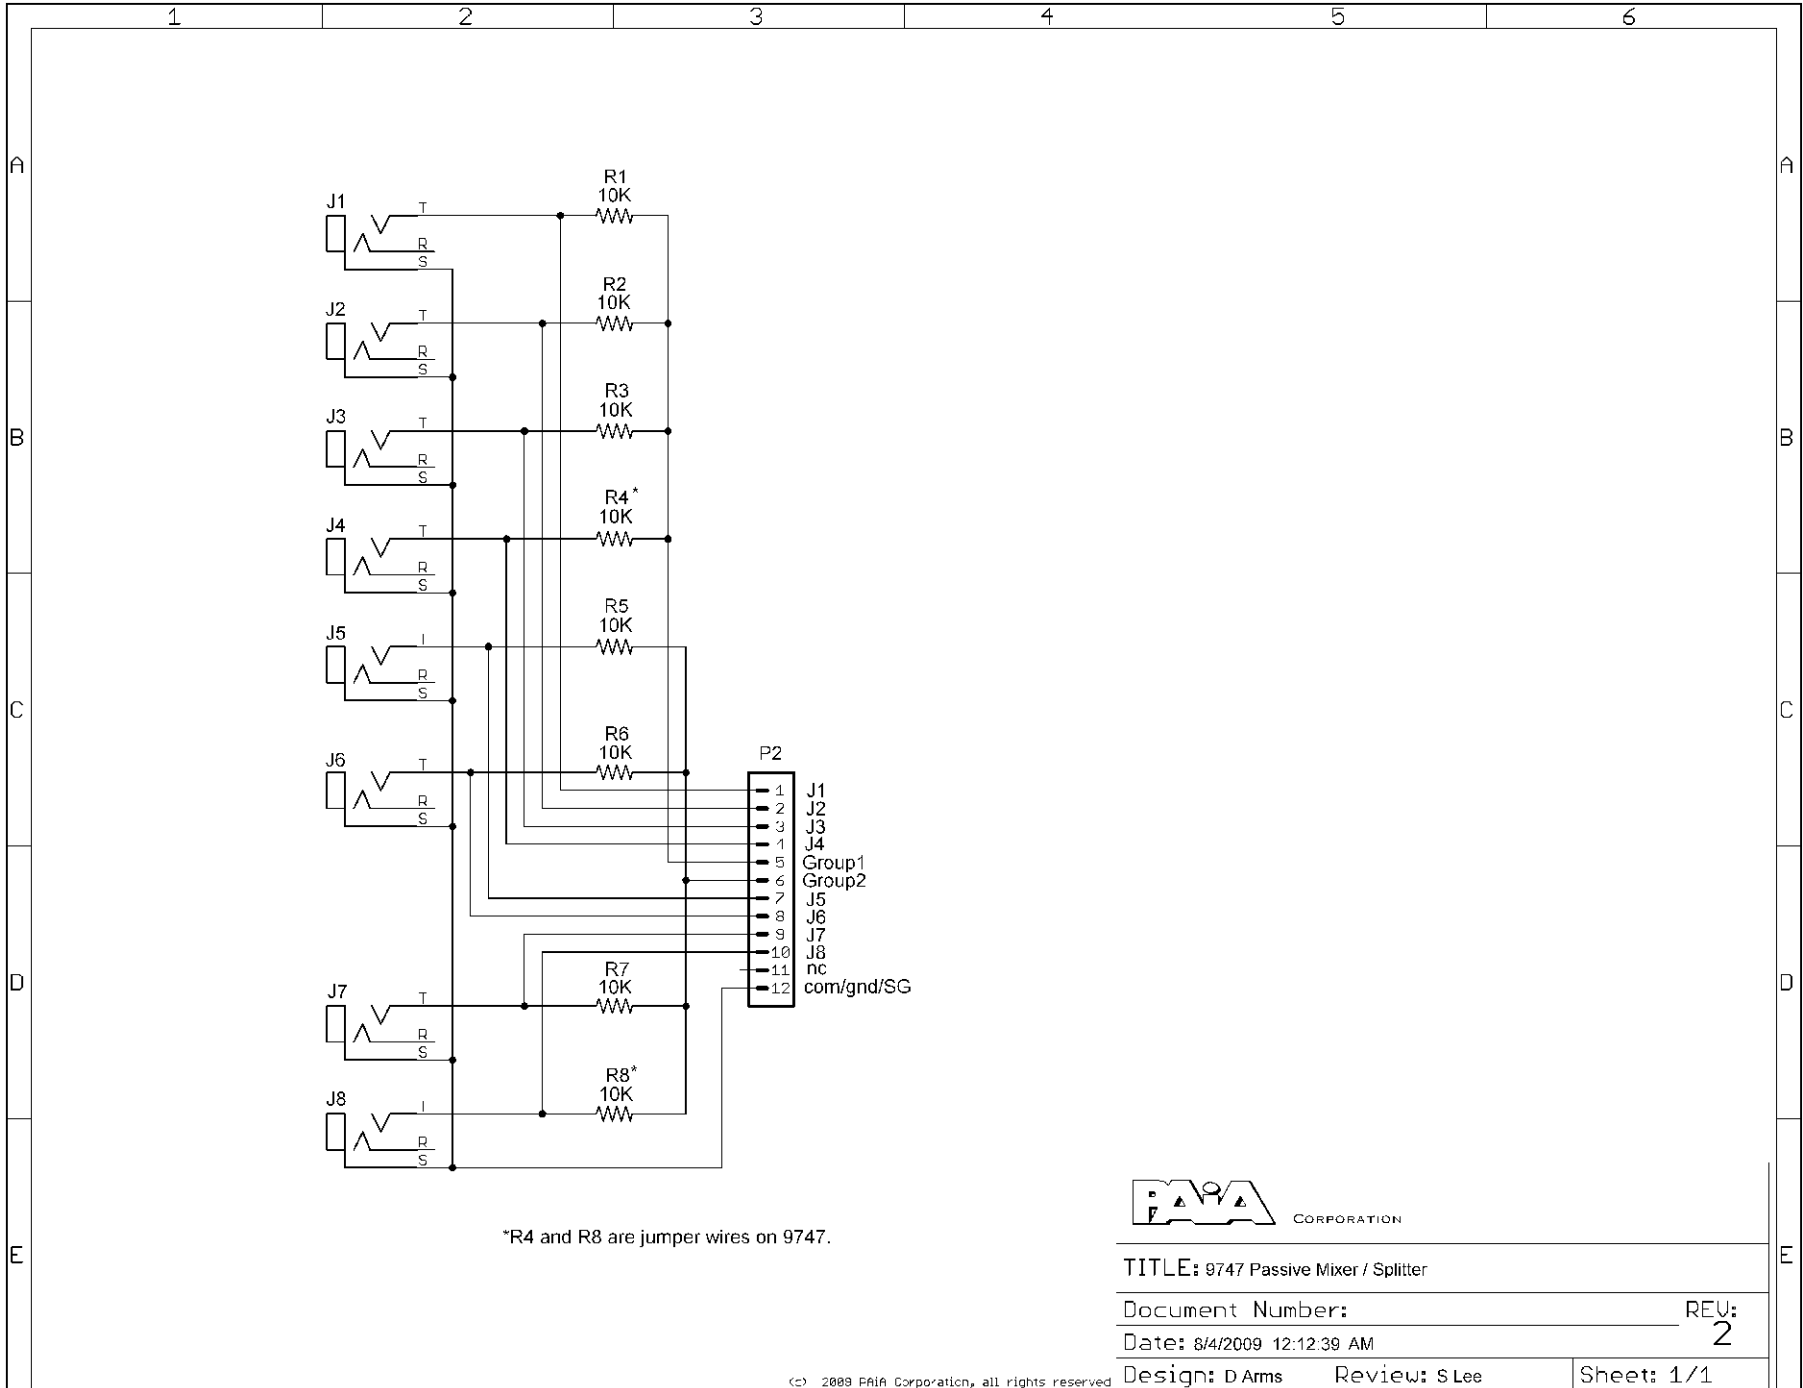 1 2 3 4 5 6
A A
R1
10K
J1 T
R
S
R2
10K
J2 T
R
S
R3
10K
B B
J3 T
R
S
R4*
10K
J4 T
R
S
R5
10K
J5 T
R
S
C C
R6
10K
P2
J6 T
R
S
1 J1
2 J2
3 J3
4 J4
5 Group1
6 Group2
7 J5
8 J6
9 J7
10 J8
11 nc
12 com/gnd/SG
D D
R7
10K
J7 T
R
S
R8*
10K
J8 T
R
S
*R4 and R8 are jumper wires on 9747.
E E
PAiA CORPORATION
TITLE: 9747 Passive Mixer / Splitter
Document Number: REV:
2
Date: 8/4/2009 12:12:39 AM
Design: D Arms Review: S Lee Sheet: 1/1
(c) 2009 PAiA Corporation, all rights reserved